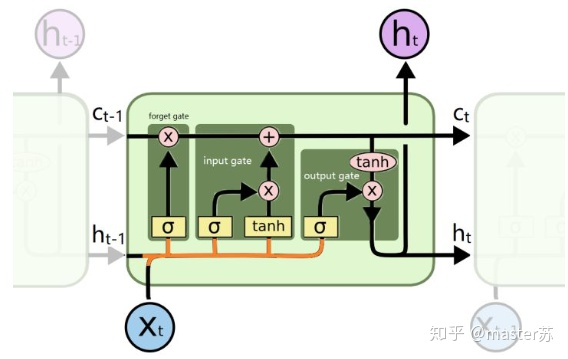 ht-1
ht
ct-1
forget gate
x
+
ct
tanh
input gate
output gate
tanh
x
x
ht-1
σ
σ
tanh
σ
ht
xt
知乎 @master苏